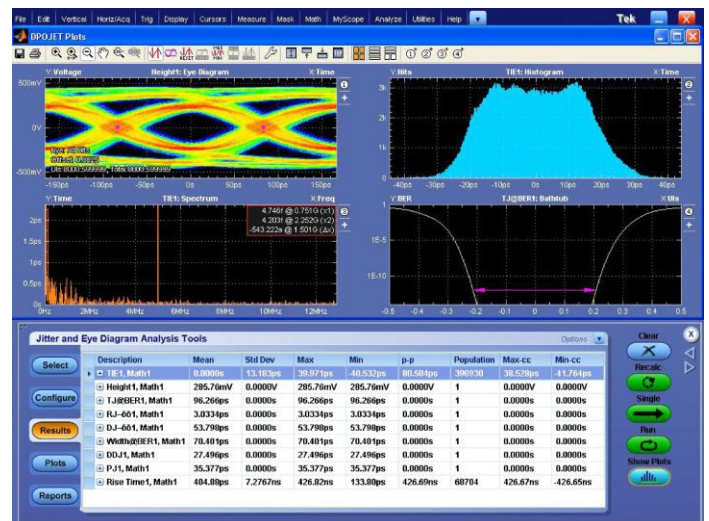 File Edit Vertical Horiz/Acq Trig Display Cursors Measure Mask Math MyScope Analyze Utilities Help Tek
DPOJET Plots
Y:Voltage Height1: Eye Diagram X:Time
500mV
0V
-500mV
-150ps -100ps -50ps 0s 50ps 100ps 150ps
Y:Hits TIE1: Histogram X:Time
3k
2k
1k
0
-40ps -30ps -20ps -10ps 0s 10ps 20ps 30ps 40ps
Y:Time TIE1: Spectrum X:Freq
4.746f @ 0.751G (x1)
4.203f @ 2.252G (x2)
-543.222a @ 1.501G (Δx)
2ps
1.5ps
1ps
0.5ps
0s
0Hz 2MHz 4MHz 6MHz 8MHz 10MHz 12MHz
Y:BER TJ@BER1: Bathtub X:UIs
1
1E-5
1E-10
-0.5 -0.4 -0.3 -0.2 -0.1 0 0.1 0.2 0.3 0.4 0.5
Jitter and Eye Diagram Analysis Tools Options
Select
Configure
Results
Plots
Reports
Description Mean Std Dev Max Min p-p Population Max-cc Min-cc
TIE1, Math1 0.0000s 13.183ps 39.971ps -40.532ps 80.504ps 390930 38.528ps -41.764ps
Height1, Math1 285.76mV 0.0000V 285.76mV 285.76mV 0.0000V 1 0.0000V 0.0000V
TJ@BER1, Math1 96.266ps 0.0000s 96.266ps 96.266ps 0.0000s 1 0.0000s 0.0000s
RJ-δδ1, Math1 3.0334ps 0.0000s 3.0334ps 3.0334ps 0.0000s 1 0.0000s 0.0000s
DJ-δδ1, Math1 53.798ps 0.0000s 53.798ps 53.798ps 0.0000s 1 0.0000s 0.0000s
Width@BER1, Math1 70.401ps 0.0000s 70.401ps 70.401ps 0.0000s 1 0.0000s 0.0000s
DDJ1, Math1 27.496ps 0.0000s 27.496ps 27.496ps 0.0000s 1 0.0000s 0.0000s
PJ1, Math1 35.377ps 0.0000s 35.377ps 35.377ps 0.0000s 1 0.0000s 0.0000s
Rise Time1, Math1 404.89ps 7.2767ns 426.82ns 133.80ps 426.69ns 68704 426.67ns -426.65ns
Clear
Recalc
Single
Run
Show Plots